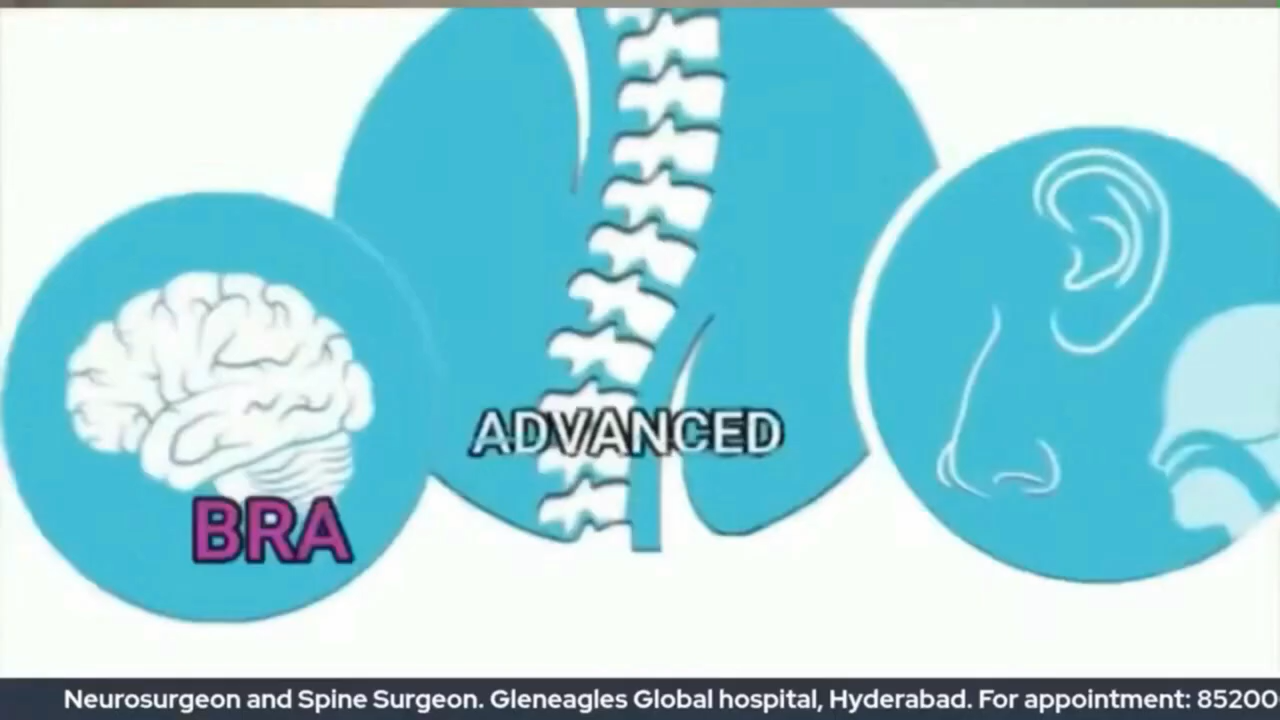 ADVANCED
BRA
Neurosurgeon and Spine Surgeon. Gleneagles Global hospital, Hyderabad. For appointment: 85200